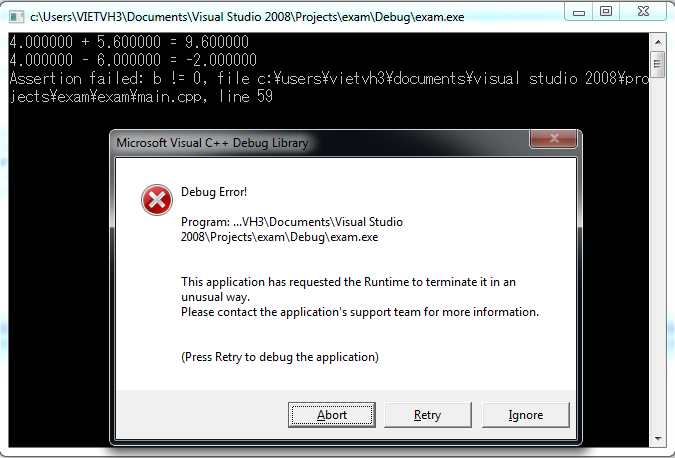 c:\Users\VIETVH3\Documents\Visual Studio 2008\Projects\exam\Debug\exam.exe
4.000000 + 5.600000 = 9.600000
4.000000 - 6.000000 = -2.000000
Assertion failed: b != 0, file c:¥users¥vietvh3¥documents¥visual studio 2008¥pro
jects¥exam¥exam¥main.cpp, line 59
Microsoft Visual C++ Debug Library
Debug Error!
Program: ...VH3\Documents\Visual Studio
2008\Projects\exam\Debug\exam.exe
This application has requested the Runtime to terminate it in an
unusual way.
Please contact the application's support team for more information.
(Press Retry to debug the application)
Abort Retry Ignore